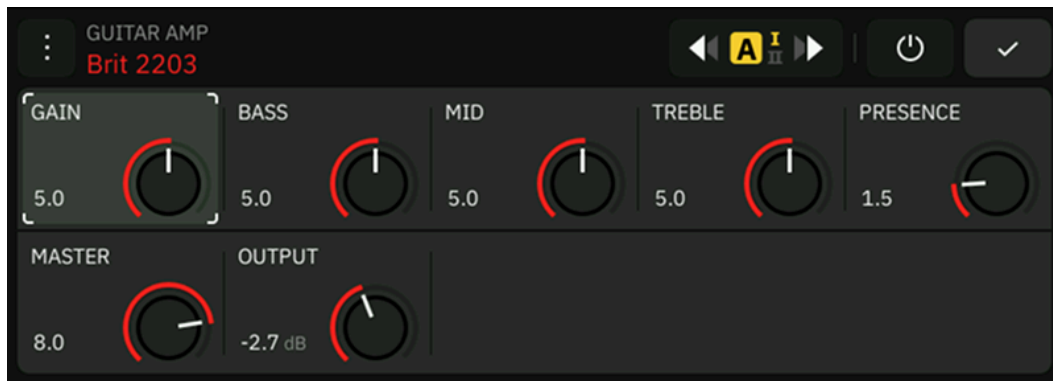 GUITAR AMP
Brit 2203
A I
II
GAIN BASS MID TREBLE PRESENCE
5.0 5.0 5.0 5.0 1.5
MASTER OUTPUT
8.0 -2.7 dB